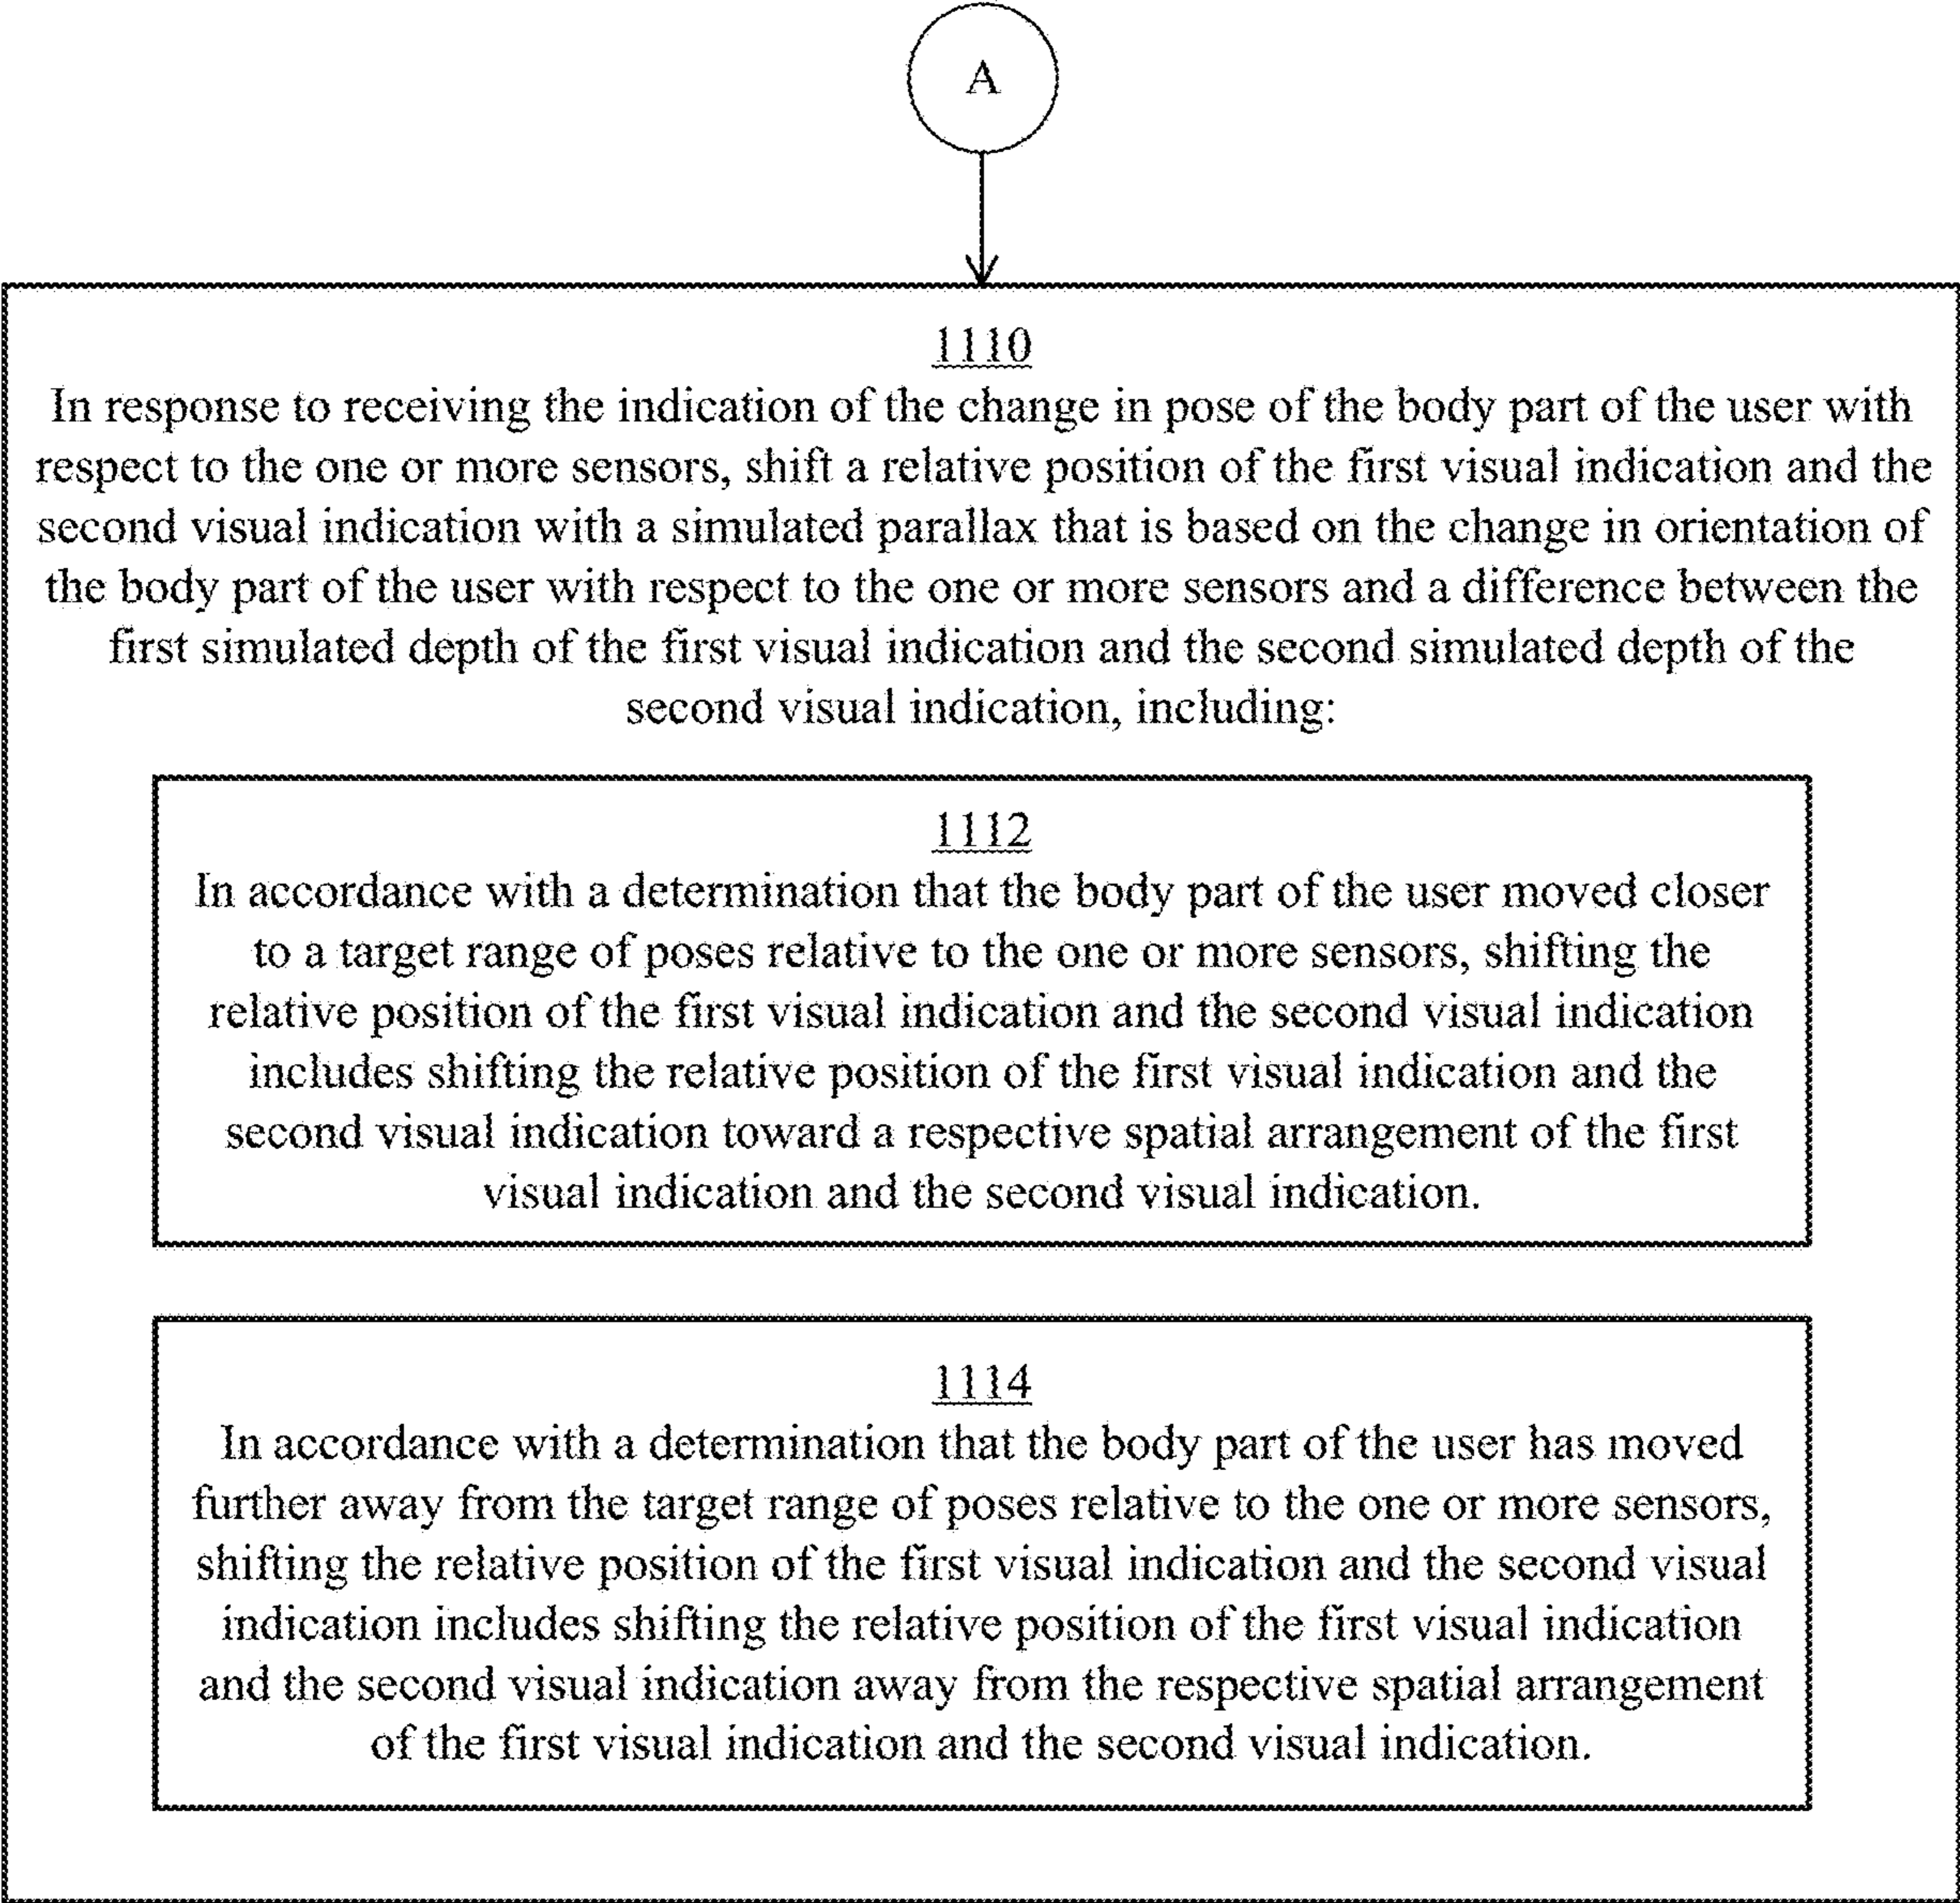 A
1110
In response to receiving the indication of the change in pose of the body part of the user with
respect to the one or more sensors, shift a relative position of the first visual indication and the
second visual indication with a simulated parallax that is based on the change in orientation of
the body part of the user with respect to the one or more sensors and a difference between the
first simulated depth of the first visual indication and the second simulated depth of the
second visual indication, including:
1112
In accordance with a determination that the body part of the user moved closer
to a target range of poses relative to the one or more sensors, shifting the
relative position of the first visual indication and the second visual indication
includes shifting the relative position of the first visual indication and the
second visual indication toward a respective spatial arrangement of the first
visual indication and the second visual indication.
1114
In accordance with a determination that the body part of the user has moved
further away from the target range of poses relative to the one or more sensors,
shifting the relative position of the first visual indication and the second visual
indication includes shifting the relative position of the first visual indication
and the second visual indication away from the respective spatial arrangement
of the first visual indication and the second visual indication.